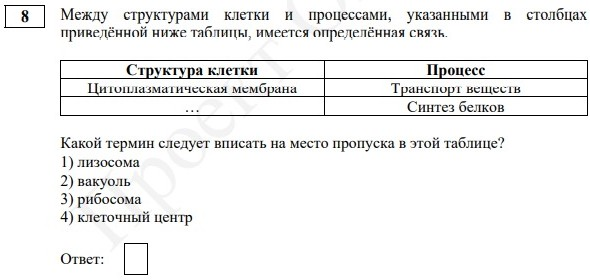 8
Между структурами клетки и процессами, указанными в столбцах
приведённой ниже таблицы, имеется определённая связь.
Структура клетки Процесс
Цитоплазматическая мембрана Транспорт веществ
… Синтез белков
Какой термин следует вписать на место пропуска в этой таблице?
1) лизосома
2) вакуоль
3) рибосома
4) клеточный центр
Ответ:
Проект